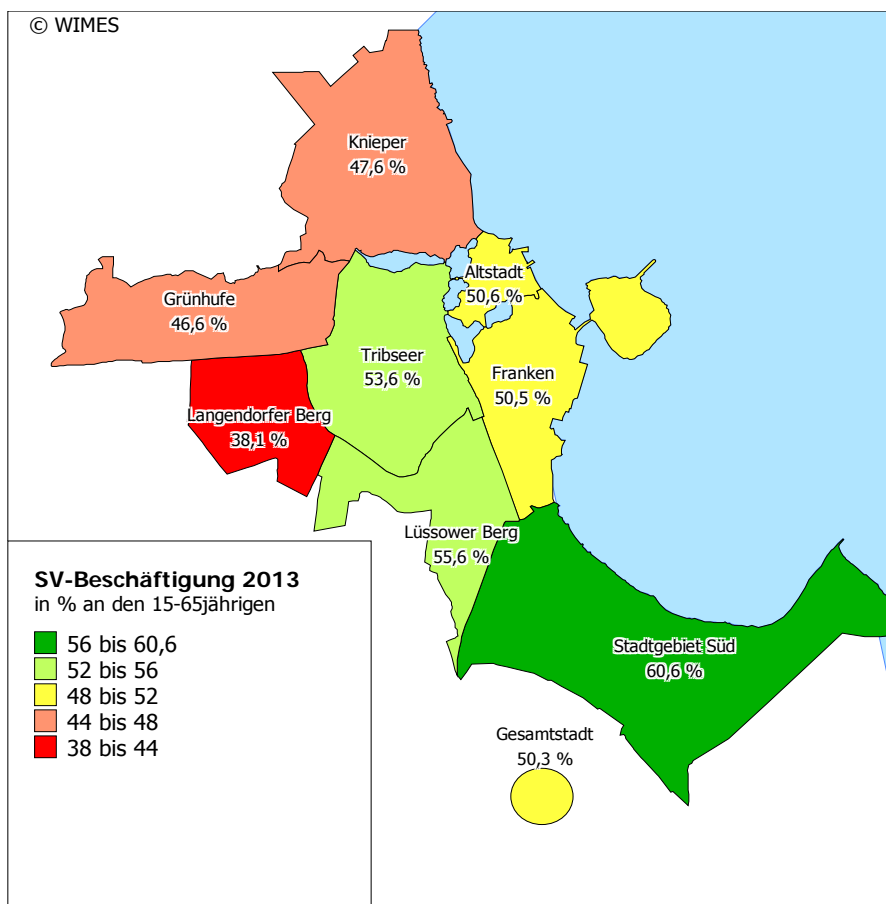 © WIMES
Knieper
47,6 %
Altstadt
50,6 %
Grünhufe
46,6 %
Tribseer
53,6 %
Franken
50,5 %
Langendorfer Berg
38,1 %
Lüssower Berg
55,6 %
Stadtgebiet Süd
60,6 %
Gesamtstadt
50,3 %
SV-Beschäftigung 2013
in % an den 15-65jährigen
56 bis 60,6
52 bis 56
48 bis 52
44 bis 48
38 bis 44